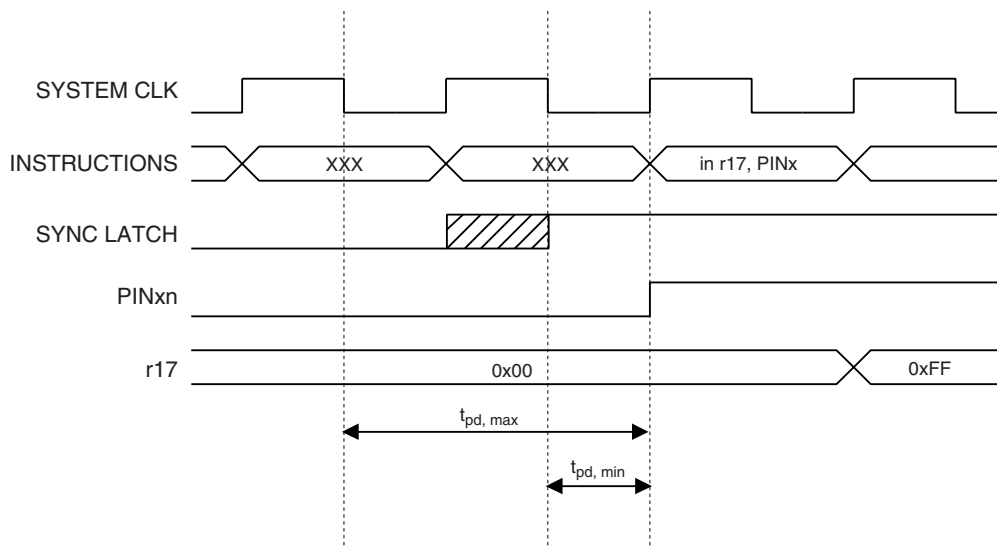 SYSTEM CLK
INSTRUCTIONS XXX XXX in r17, PINx
SYNC LATCH
PINxn
r17 0x00 0xFF
tpd, max
tpd, min